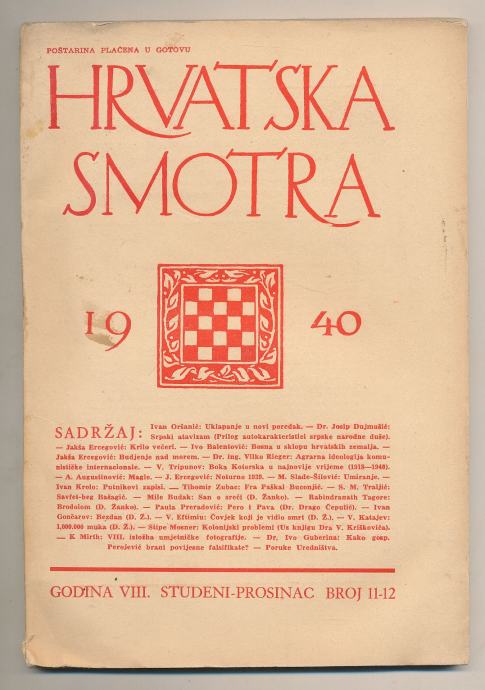 POŠTARINA PLAĆENA U GOTOVU
HRVATSKA
SMOTRA
19 40
SADRŽAJ: Ivan Oršanić: Uklapanje u novi poredak. — Dr. Josip Dujmušić:
Srpski atavizam (Prilog autokarakteristici srpske narodne duše).
— Jakša Ercegović: Krilo večeri. — Ivo Balentović: Bosna u sklopu hrvatskih zemalja. —
Jakša Ercegović: Budjenje nad morem. — Dr. ing. Vilko Rieger: Agrarna ideologija komu-
nističke internacionale. — V. Tripunov: Boka Kotorska u najnovije vrijeme (1918—1940).
— A. Augustinović: Magle. — J. Ercegović: Noturno 1939. — M. Slade-Šilović: Umiranje. —
Ivan Krolo: Putnikovi zapisi. — Tihomir Zubac: Fra Paškal Buconjić. — S. M. Traljić:
Safvet-beg Bašagić. — Mile Budak: San o sreći (D. Žanko). — Rabindranath Tagore:
Brodolom (D. Žanko). — Paula Preradović: Pero i Pava (Dr. Drago Ćepulić). — Ivan
Gončarov: Bezdan (D. Ž.). — V. Eftimiu: Čovjek koji je vidio smrt (D. Ž.). — V. Katajev:
1,000.000 muka (D. Ž.). — Stipe Mosner: Kolonijski problemi (Uz knjigu Dra V. Kriškovića).
— K Mirth: VIII. izložba umjetničke fotografije. — Dr. Ivo Guberina: Kako gosp.
Perojević brani povijesne falsifikate? — Poruke Uredništva.
GODINA VIII. STUDENI-PROSINAC BROJ 11-12